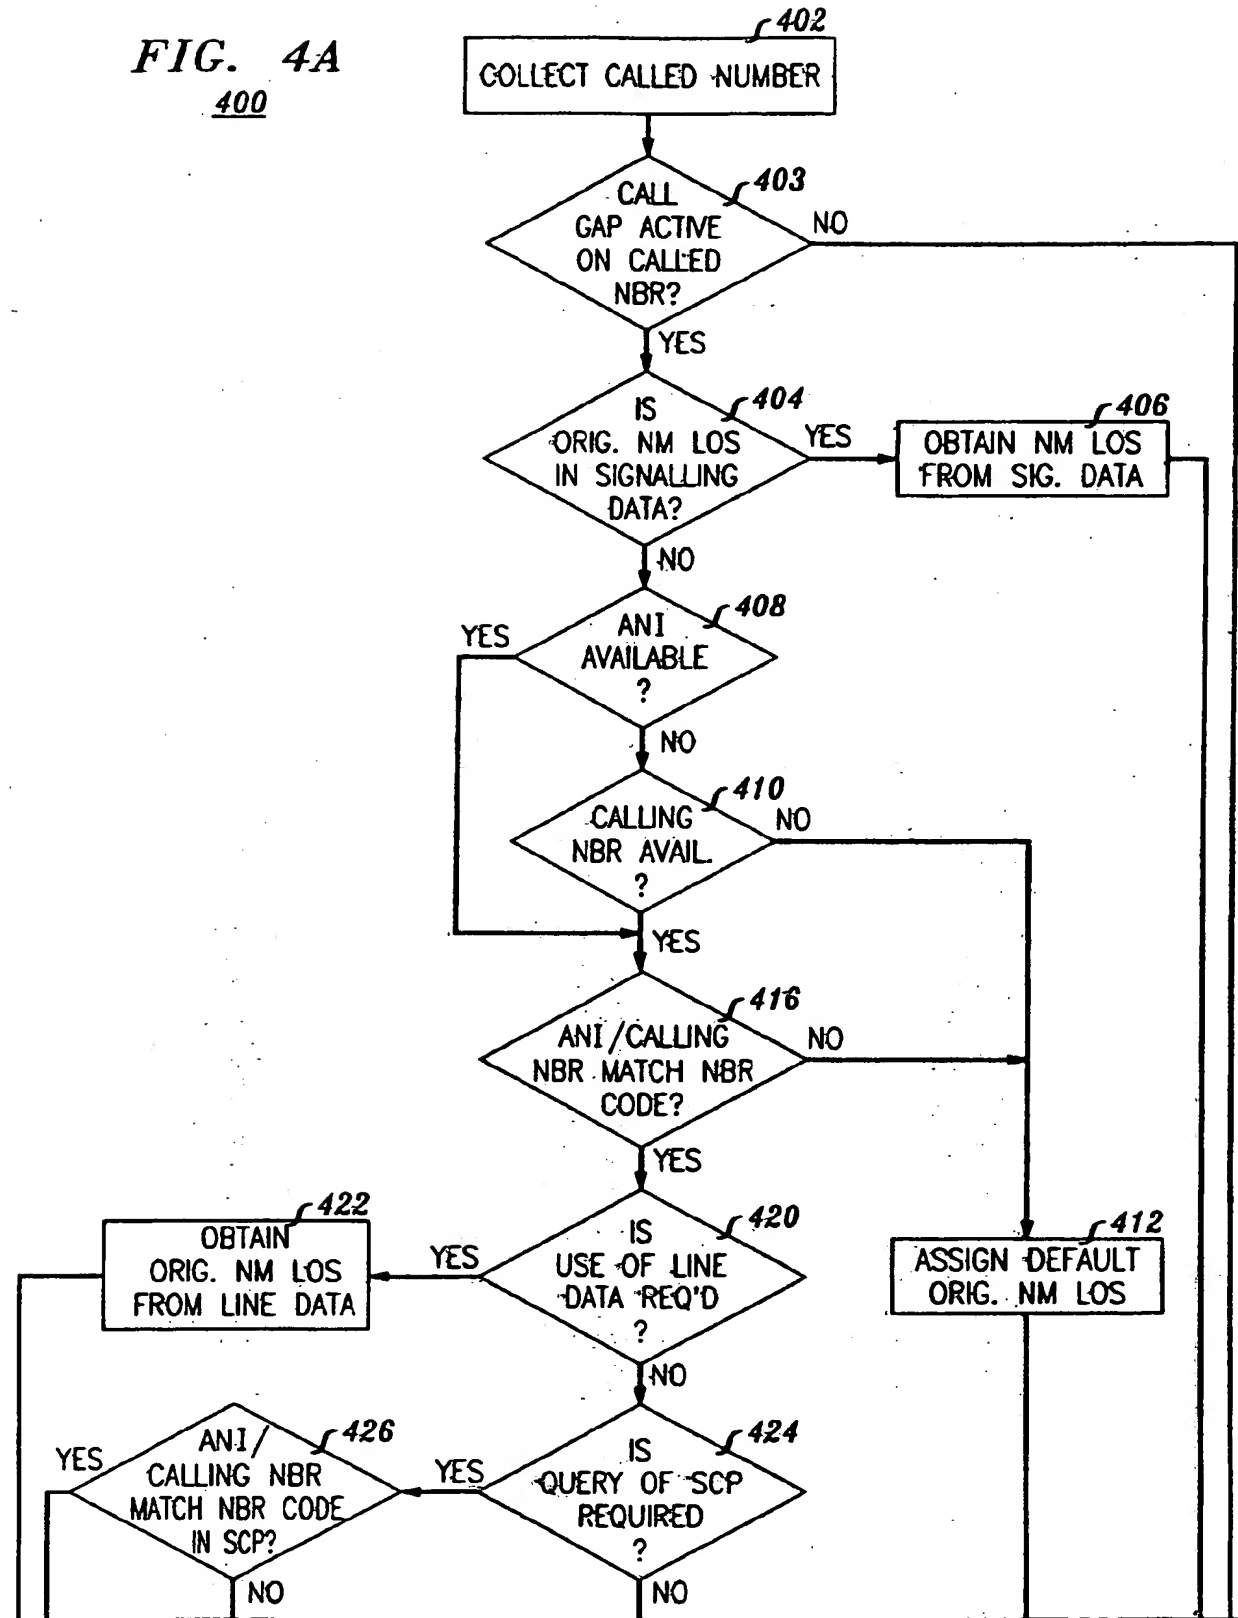 FIG. 4A
400
402
COLLECT CALLED NUMBER
403
CALL
GAP ACTIVE
ON CALLED
NBR?
NO
YES
404
IS
ORIG. NM LOS
IN SIGNALLING
DATA?
YES
406
OBTAIN NM LOS
FROM SIG. DATA
NO
408
ANI
AVAILABLE
?
YES
NO
410
CALLING
NBR AVAIL.
?
NO
YES
416
ANI/CALLING
NBR MATCH NBR
CODE?
NO
YES
420
IS
USE OF LINE
DATA REQ'D
?
YES
422
OBTAIN
ORIG. NM LOS
FROM LINE DATA
412
ASSIGN DEFAULT
ORIG. NM LOS
NO
424
IS
QUERY OF SCP
REQUIRED
?
YES
426
ANI/
CALLING NBR
MATCH NBR CODE
IN SCP?
YES
NO
NO